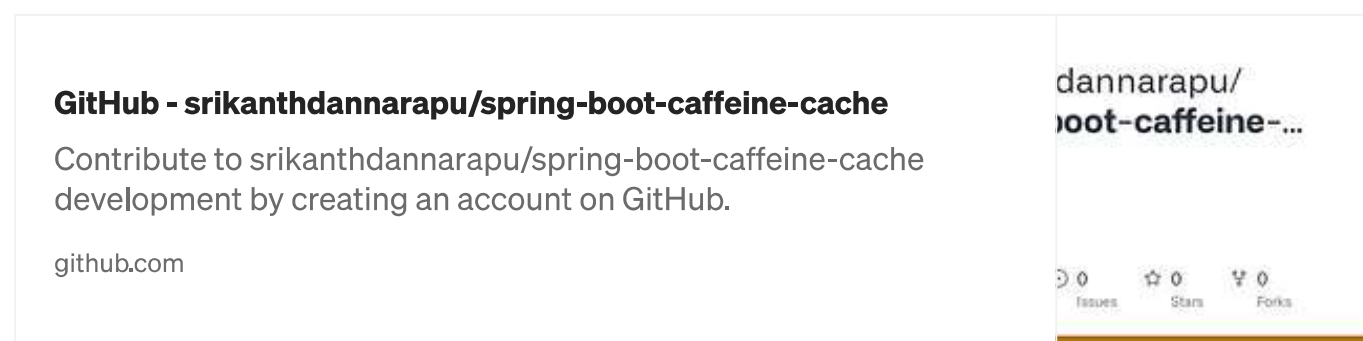 GitHub - srikanthdannarapu/spring-boot-caffeine-cache
Contribute to srikanthdannarapu/spring-boot-caffeine-cache
development by creating an account on GitHub.
github.com
dannarapu/
boot-caffeine-...
0 0 0
Issues Stars Forks